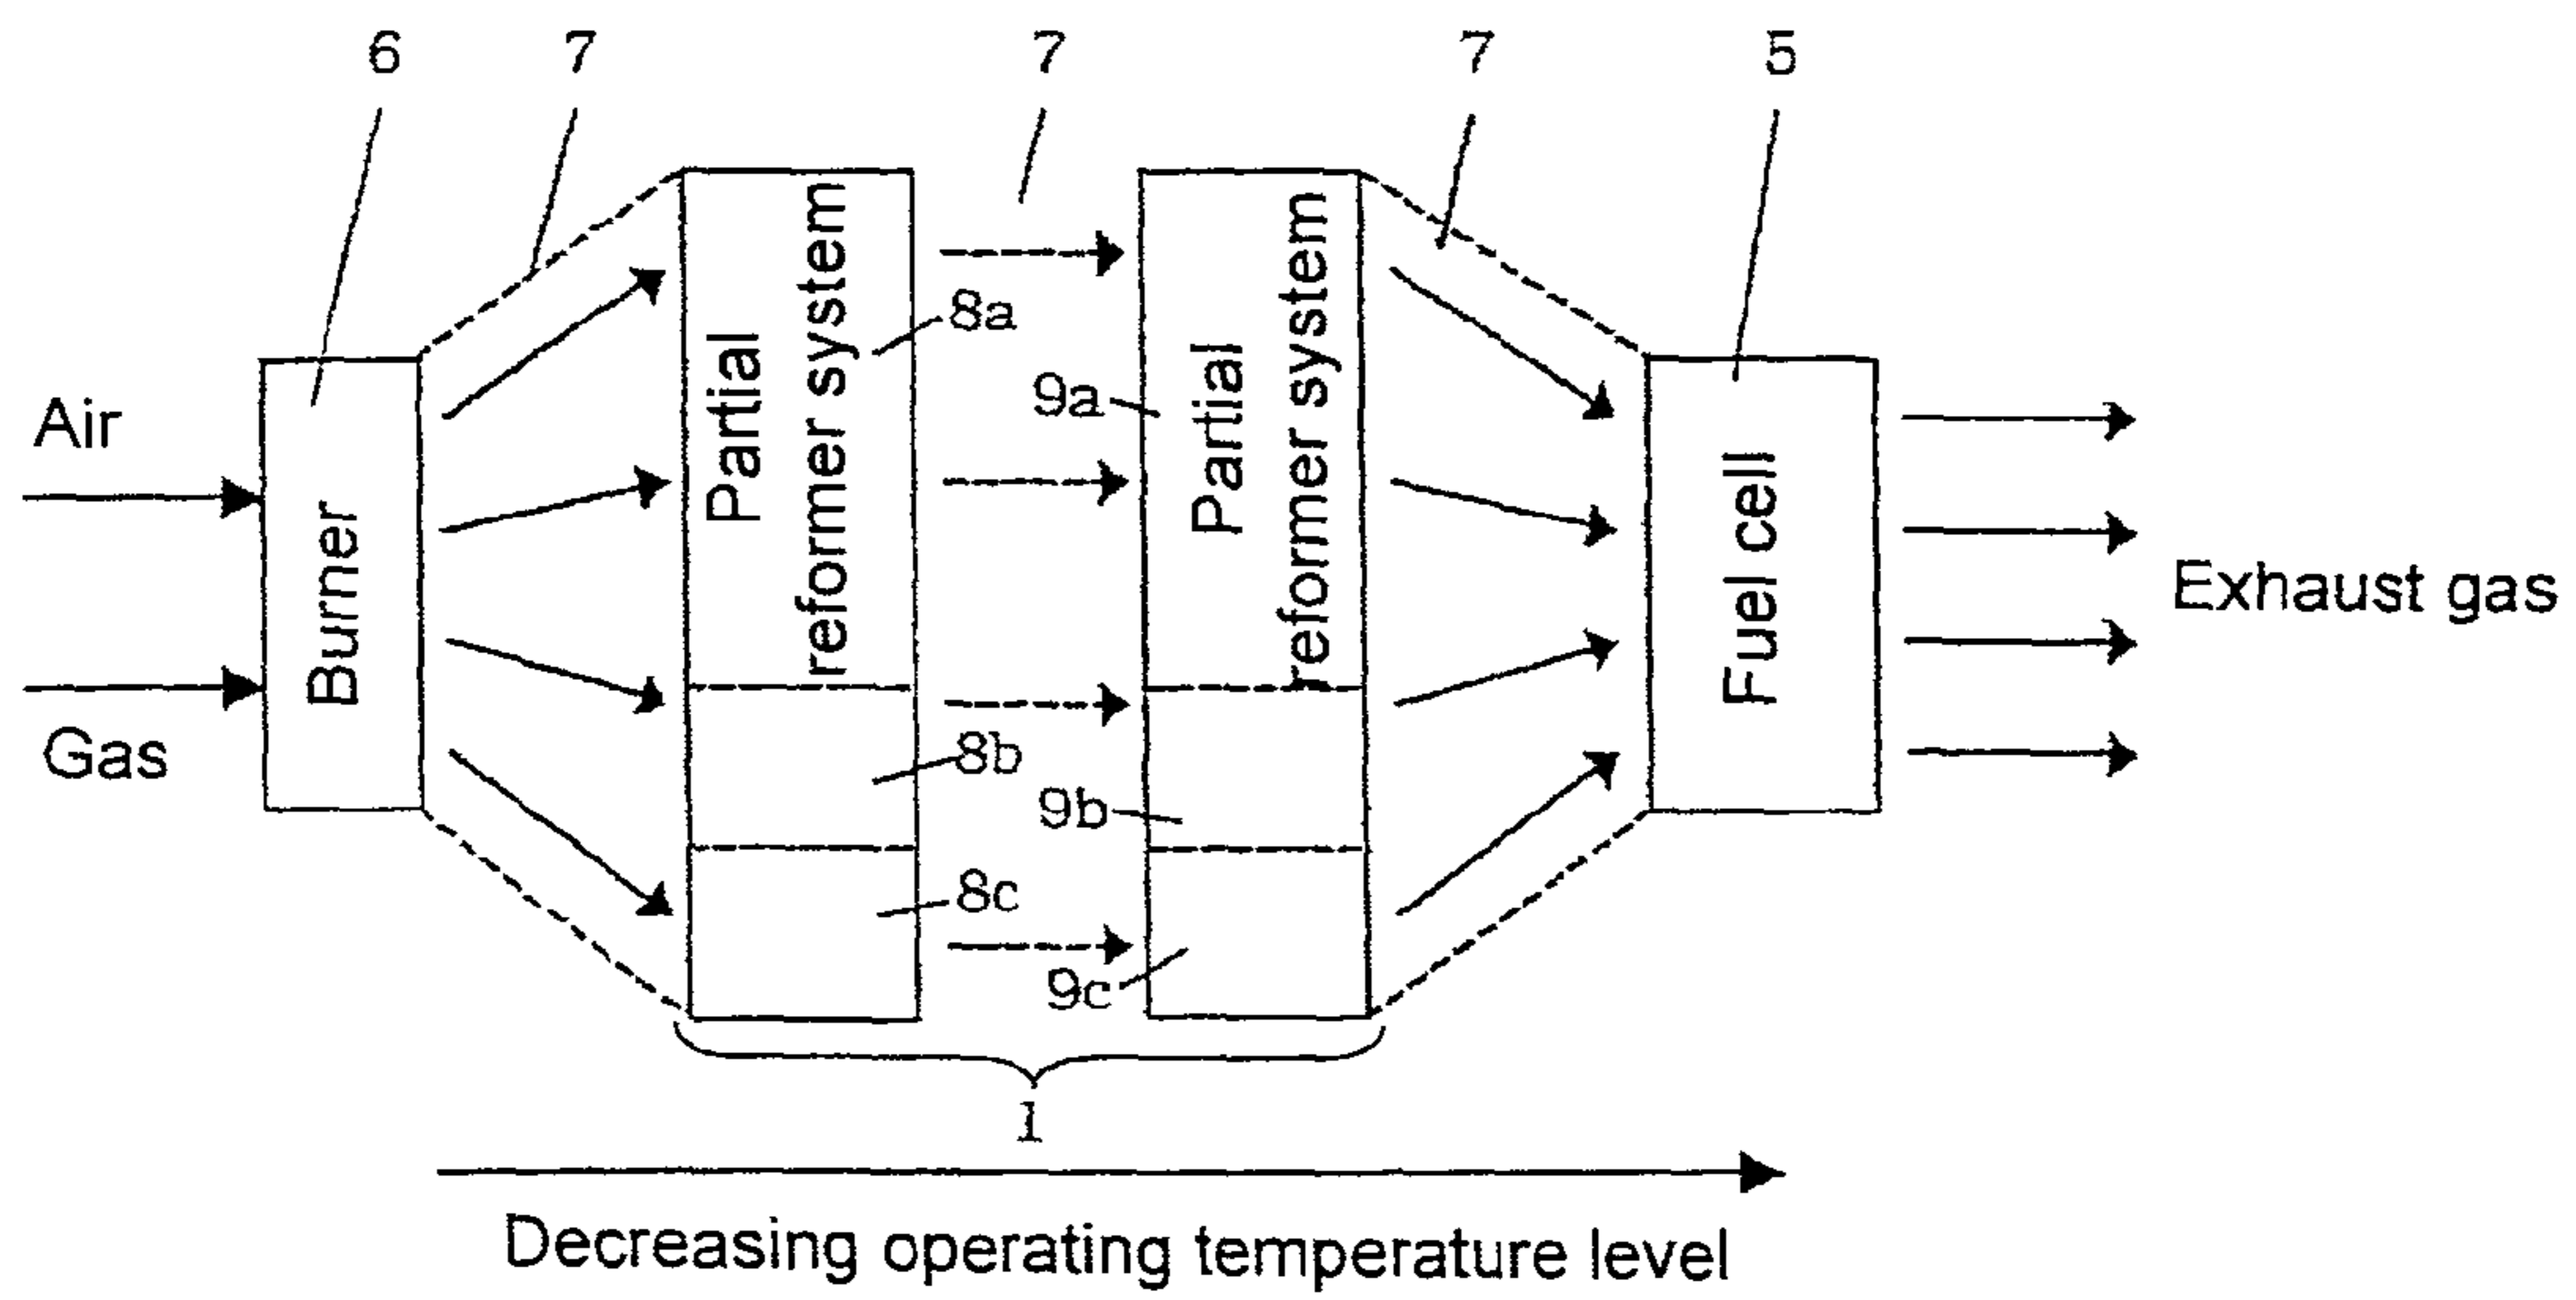 6
7
7
7
5
Air
Gas
Burner
Partial
reformer system
8a
8b
8c
9a
9b
9c
Partial
reformer system
Fuel cell
Exhaust gas
1
Decreasing operating temperature level